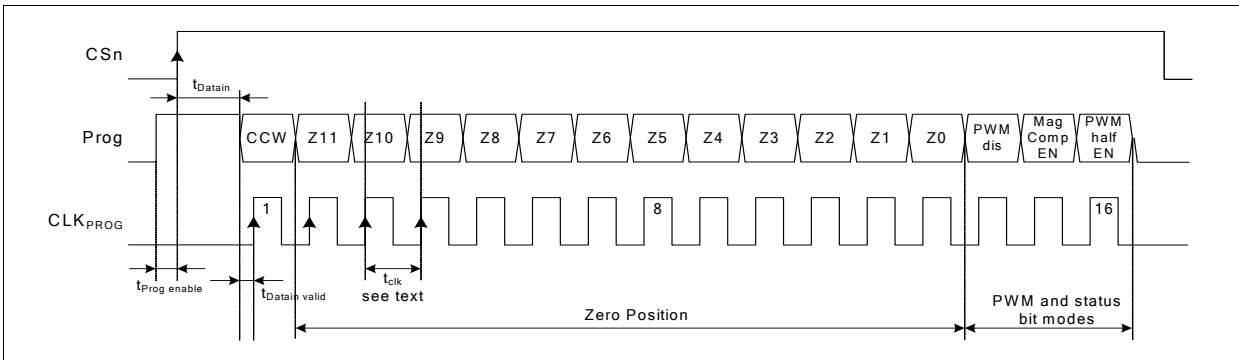 CSn
tDatain
Prog
CCW
Z11
Z10
Z9
Z8
Z7
Z6
Z5
Z4
Z3
Z2
Z1
Z0
PWM
dis
Mag
Comp
EN
PWM
half
EN
CLKPROG
1
8
16
tProg enable
tDatain valid
tclk
see text
Zero Position
PWM and status
bit modes